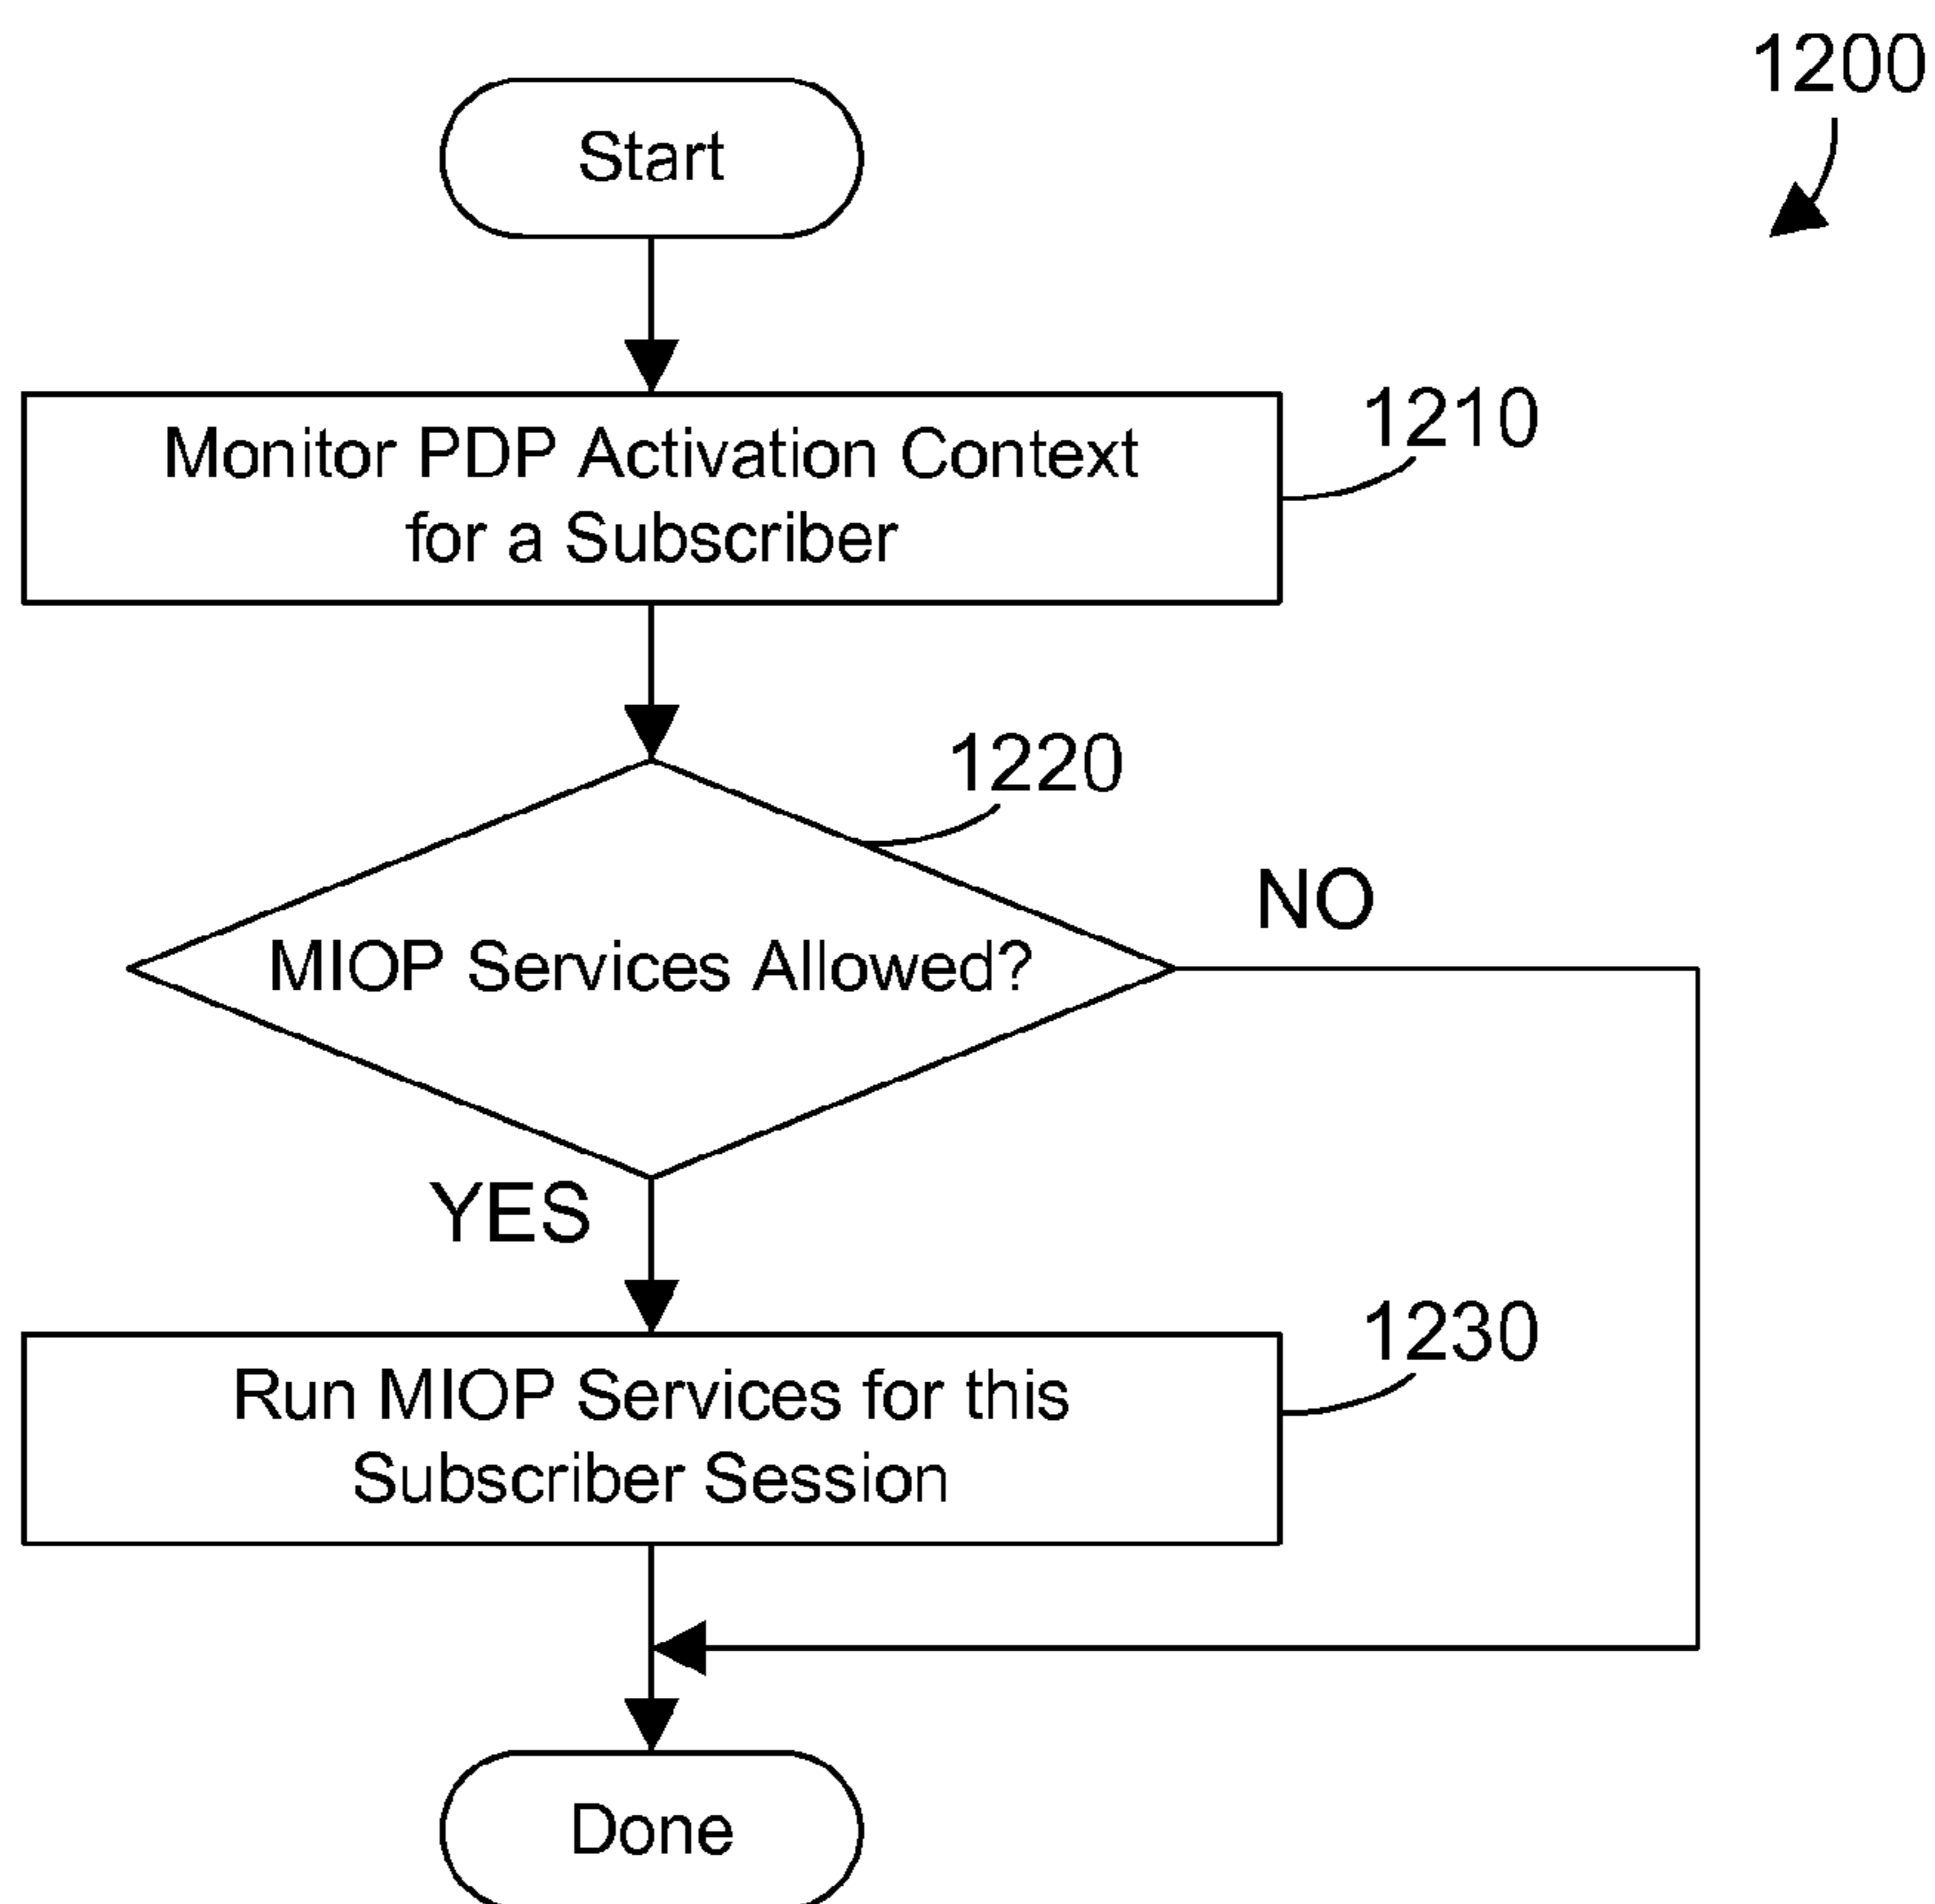 1200
Start
Monitor PDP Activation Context
for a Subscriber
1210
1220
MIOP Services Allowed?
NO
YES
Run MIOP Services for this
Subscriber Session
1230
Done